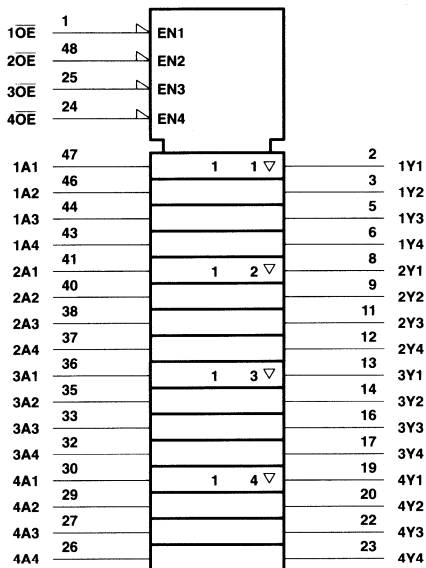 1O̅E̅ 1 EN1
2O̅E̅ 48 EN2
3O̅E̅ 25 EN3
4O̅E̅ 24 EN4
1A1 47 1 1 ▽ 2 1Y1
1A2 46 3 1Y2
1A3 44 5 1Y3
1A4 43 6 1Y4
2A1 41 1 2 ▽ 8 2Y1
2A2 40 9 2Y2
2A3 38 11 2Y3
2A4 37 12 2Y4
3A1 36 1 3 ▽ 13 3Y1
3A2 35 14 3Y2
3A3 33 16 3Y3
3A4 32 17 3Y4
4A1 30 1 4 ▽ 19 4Y1
4A2 29 20 4Y2
4A3 27 22 4Y3
4A4 26 23 4Y4